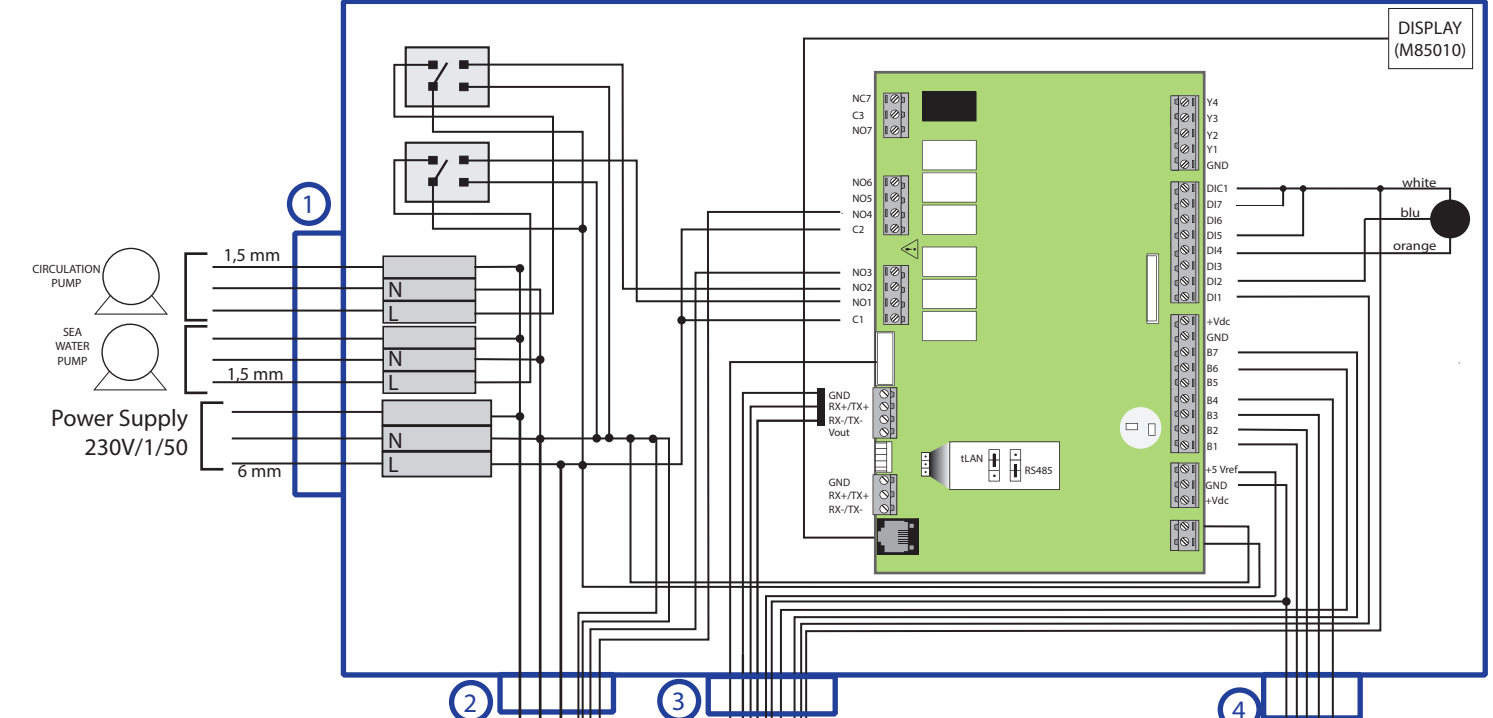 DISPLAY
(M85010)
NC7
C3
NO7
NO6
NO5
NO4
C2
NO3
NO2
NO1
C1
GND
RX+/TX+
RX-/TX-
Vout
GND
RX+/TX+
RX-/TX-
tLAN
RS485
Y4
Y3
Y2
Y1
GND
DIC1
DI7
DI6
DI5
DI4
DI3
DI2
DI1
+Vdc
GND
B7
B6
B5
B4
B3
B2
B1
+5 Vref
GND
+Vdc
white
blu
orange
1
CIRCULATION
PUMP
1,5 mm
N
L
SEA
WATER
PUMP
1,5 mm
N
L
Power Supply
230V/1/50
6 mm
N
L
2
3
4